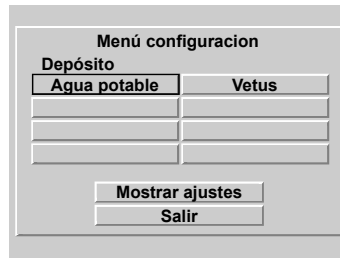 Menú configuracion
Depósito
Agua potable Vetus
Mostrar ajustes
Salir